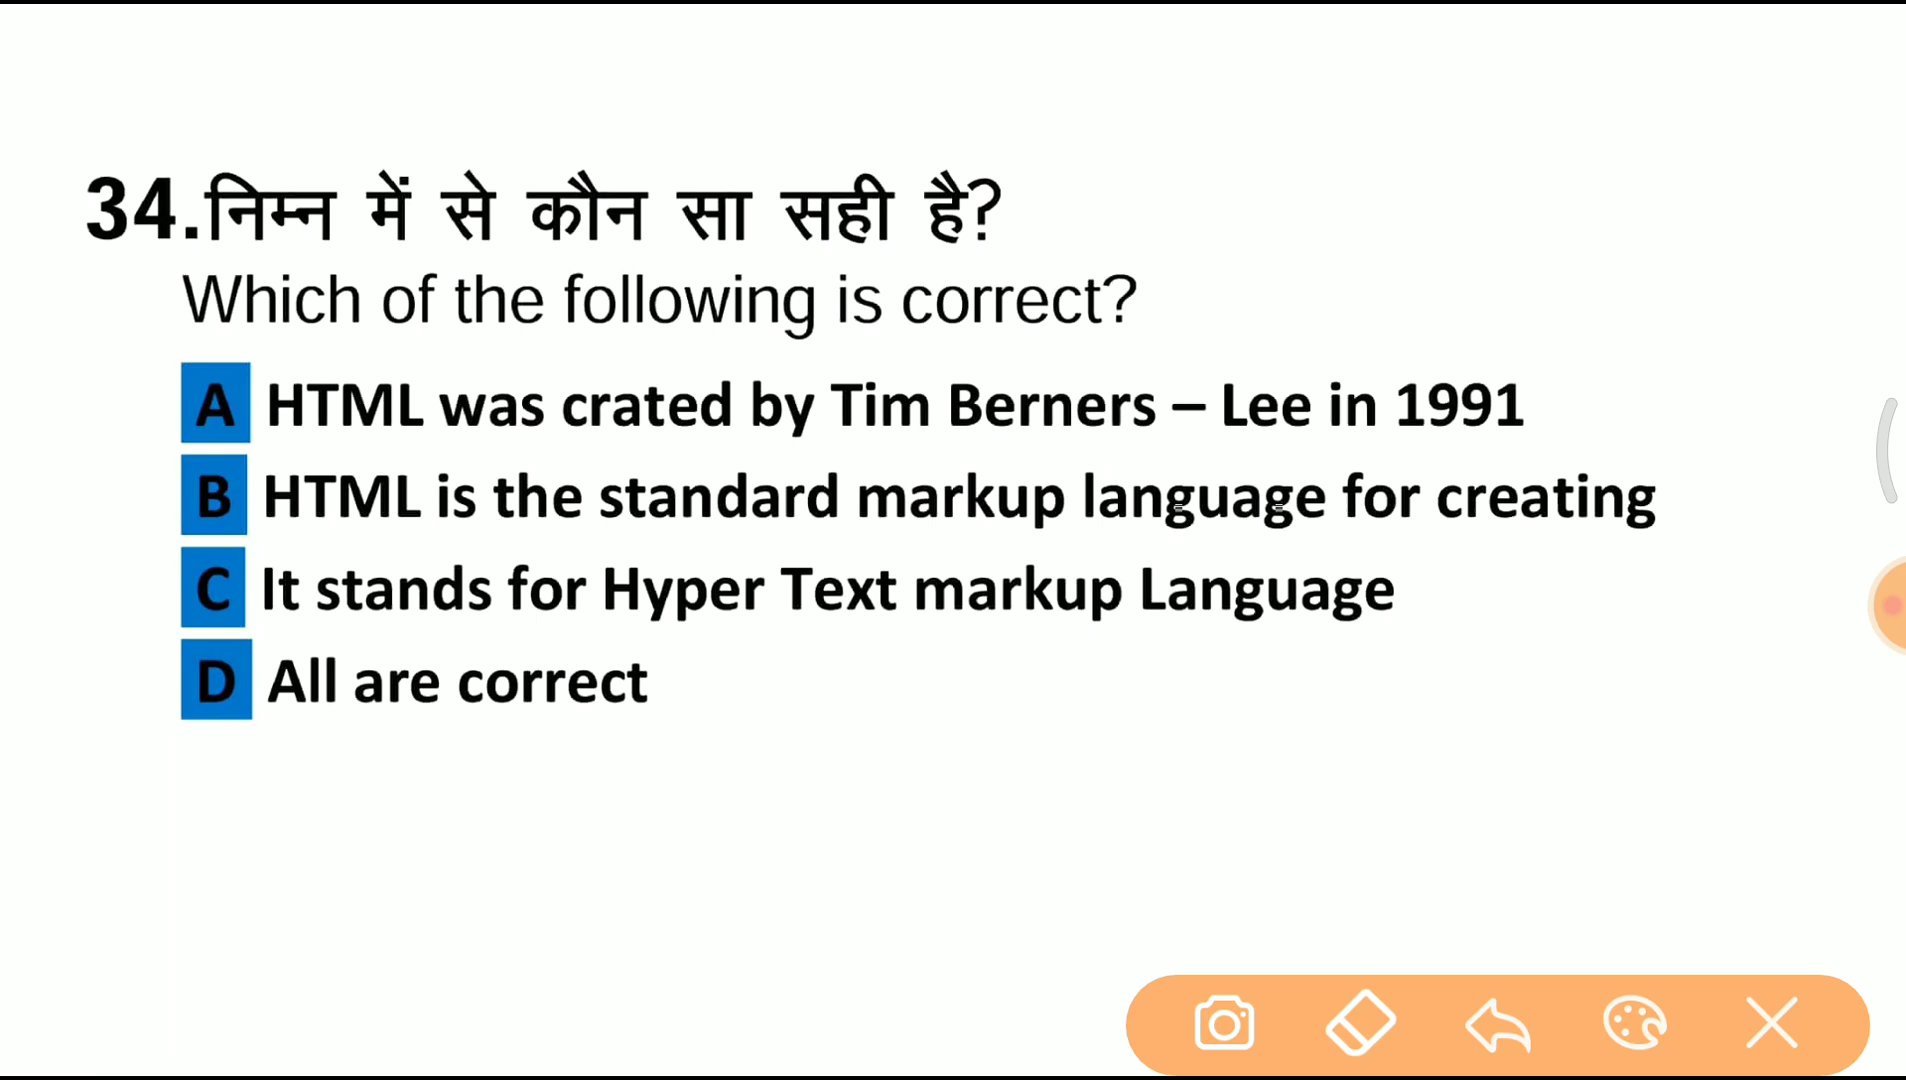 34.निम्न में से कौन सा सही है?
Which of the following is correct?
A HTML was crated by Tim Berners – Lee in 1991
B HTML is the standard markup language for creating
C It stands for Hyper Text markup Language
D All are correct